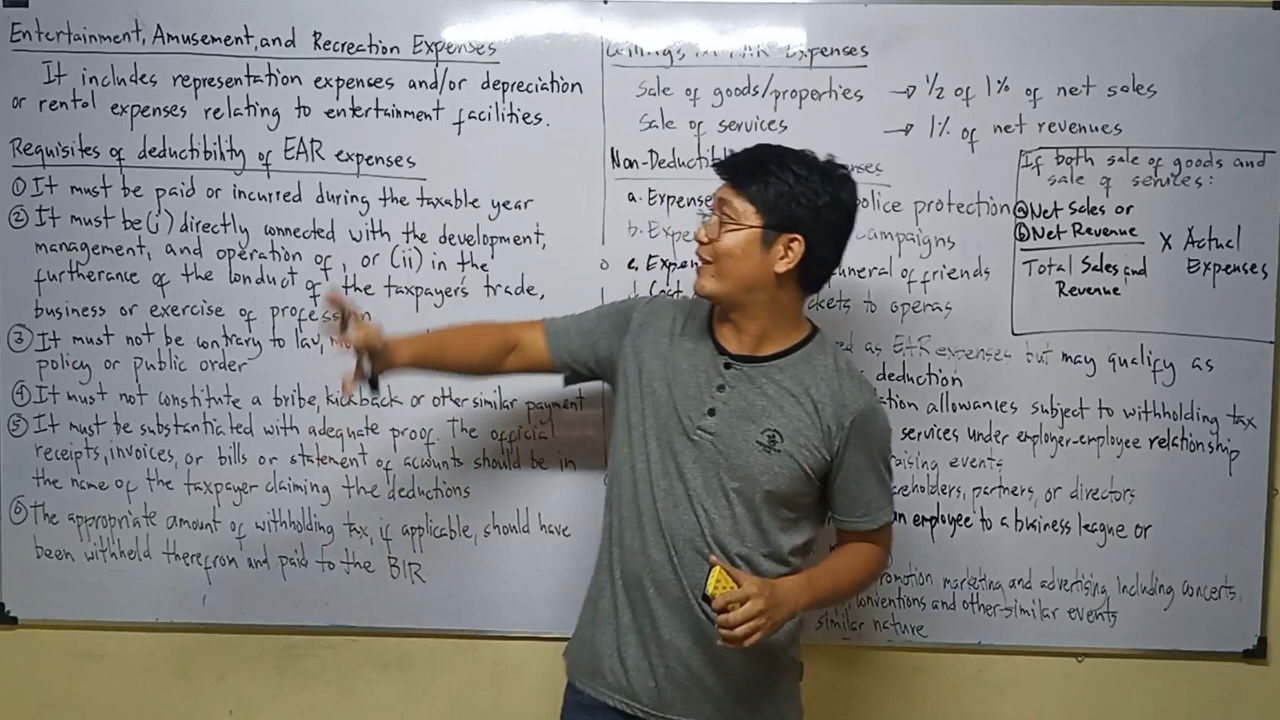 Entertainment, Amusement, and Recreation Expenses
It includes representation expenses and/or depreciation
or rental expenses relating to entertainment facilities.
Requisites of deductibility of EAR expenses
① It must be paid or incurred during the taxable year
② It must be (i) directly connected with the development,
management, and operation of, or (ii) in the
furtherance of the conduct of the taxpayer's trade,
business or exercise of profession
③ It must not be contrary to law,
policy or public order
④ It must not constitute a bribe, kickback or other similar payment
⑤ It must be substantiated with adequate proof. The official
receipts, invoices, or bills or statement of accounts should be in
the name of the taxpayer claiming the deductions
⑥ The appropriate amount of withholding tax, if applicable, should have
been withheld therefrom and paid to the BIR
Expenses
Sale of goods/properties → 1/2 of 1% of net sales
Sale of services → 1% of net revenues
a. Expense police protection
campaigns
funeral of friends
to operas
as EAR expenses but may qualify as
deduction
allowances subject to withholding tax
services under employer-employee relationship
events
partners, or directors
an employee to a business league or
marketing and advertising including concerts,
conventions and other similar events
similar nature
If both sale of goods and
sale of services:
ⓐ Net Sales or
ⓑ Net Revenue
Total Sales and
Revenue
X Actual
Expenses